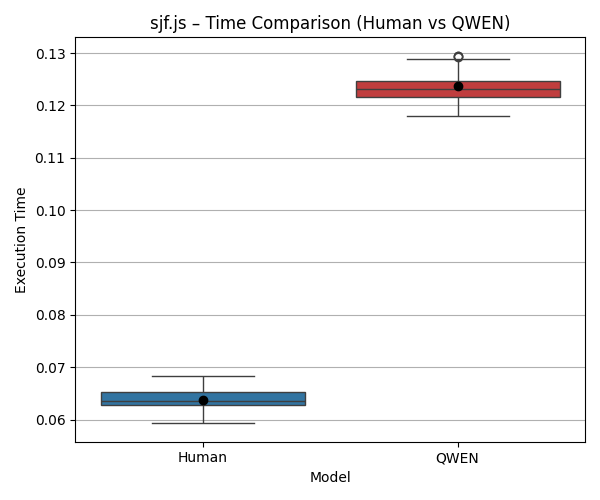 sjf.js – Time Comparison (Human vs QWEN)
0.13
0.12
0.11
0.10
0.09
0.08
0.07
0.06
Execution Time
Human QWEN
Model